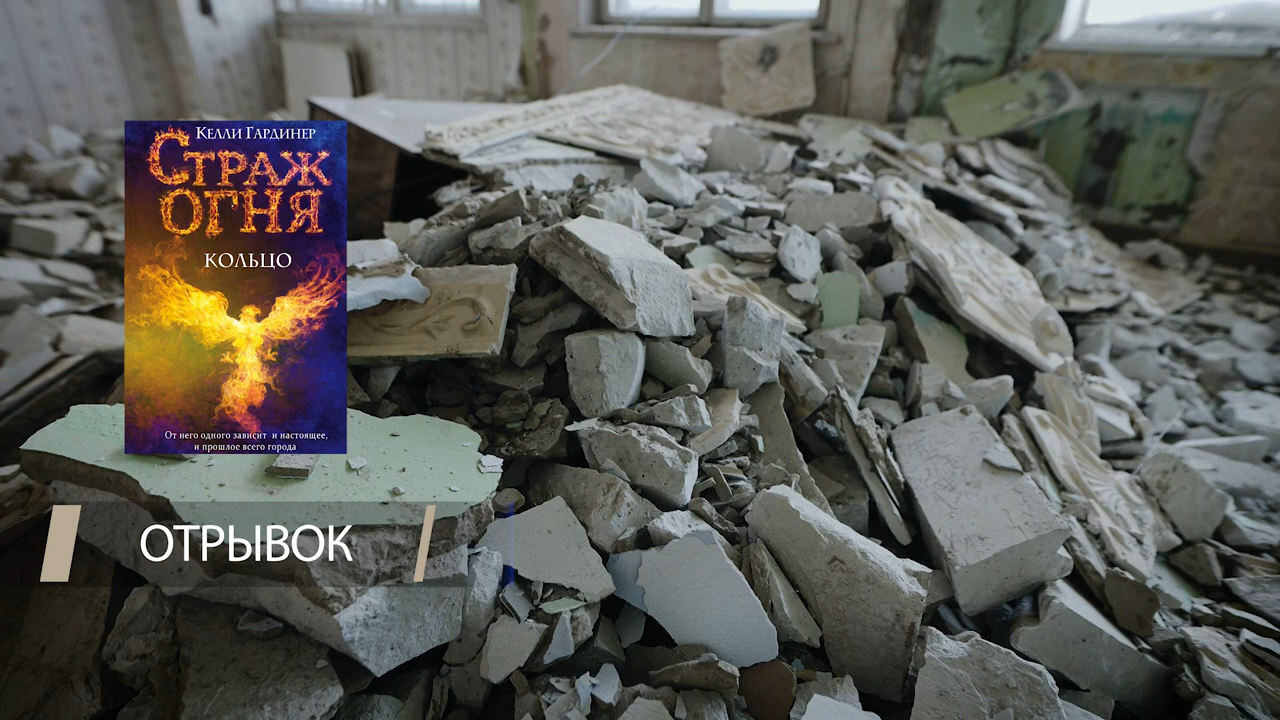 КЕЛЛИ ГАРДИНЕР
СТРАЖ
ОГНЯ
КОЛЬЦО
От него одного зависит и настоящее,
и прошлое всего города
ОТРЫВОК